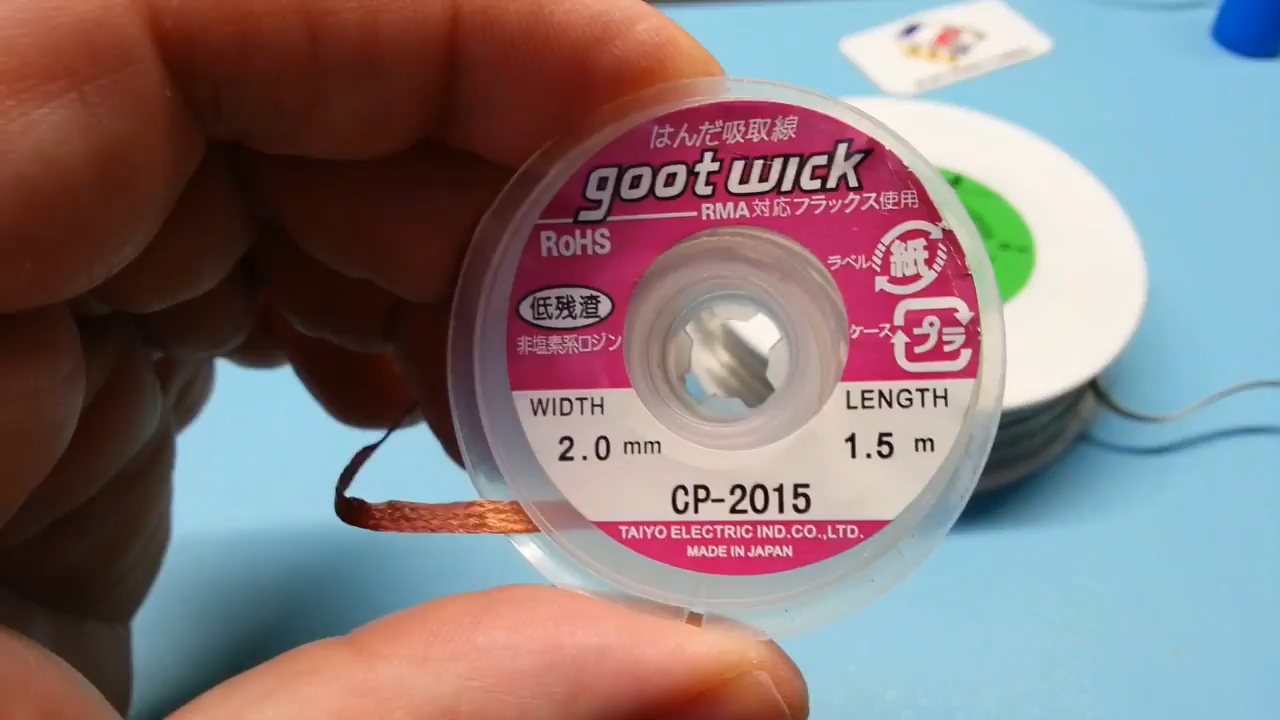 はんだ吸取線
goot wick
RMA対応フラックス使用
RoHS
ラベル 紙
低残渣
非塩素系ロジン
ケース プラ
WIDTH
2.0 mm
LENGTH
1.5 m
CP-2015
TAIYO ELECTRIC IND.CO.,LTD.
MADE IN JAPAN